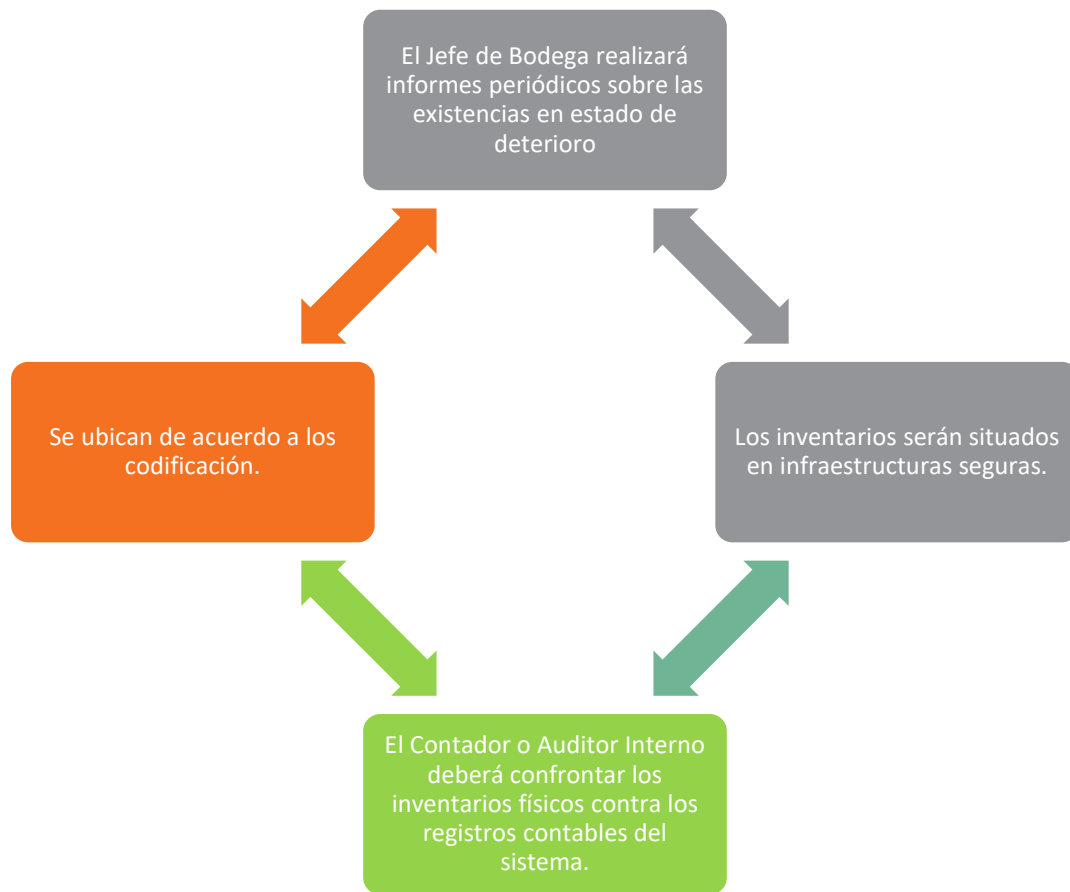 El Jefe de Bodega realizará
informes periódicos sobre las
existencias en estado de
deterioro
Se ubican de acuerdo a los
codificación.
Los inventarios serán situados
en infraestructuras seguras.
El Contador o Auditor Interno
deberá confrontar los
inventarios físicos contra los
registros contables del
sistema.